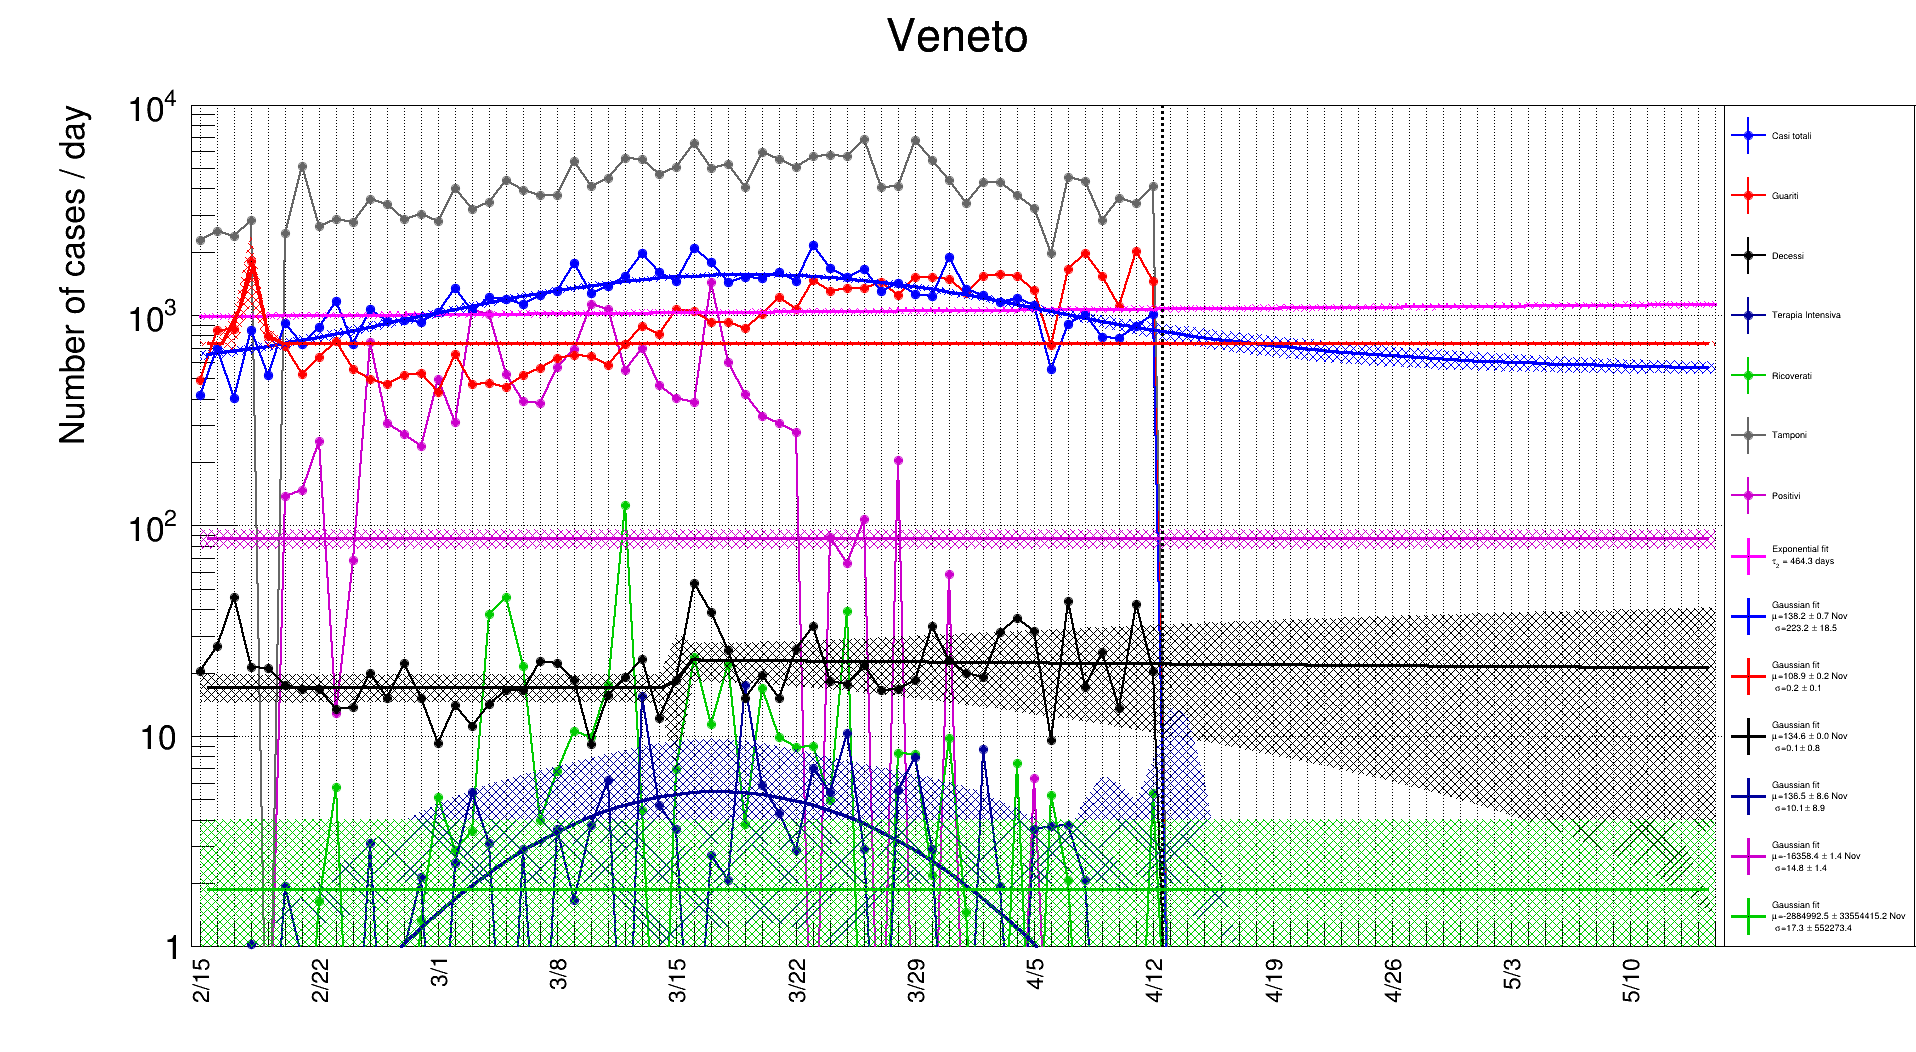 Veneto
Number of cases / day
10^4
10^3
10^2
10
1
2/15
2/22
3/1
3/8
3/15
3/22
3/29
4/5
4/12
4/19
4/26
5/3
5/10
Casi totali
Guariti
Decessi
Terapia Intensiva
Ricoverati
Tamponi
Positivi
Exponential fit
τ₂ = 464.3 days
Gaussian fit
μ=138.2 ± 0.7 Nov
σ=223.2 ± 18.5
Gaussian fit
μ=108.9 ± 0.2 Nov
σ=0.2 ± 0.1
Gaussian fit
μ=134.6 ± 0.0 Nov
σ=0.1± 0.8
Gaussian fit
μ=136.5 ± 8.6 Nov
σ=10.1± 8.9
Gaussian fit
μ=-16358.4 ± 1.4 Nov
σ=14.8 ± 1.4
Gaussian fit
μ=-2884992.5 ± 33554415.2 Nov
σ=17.3 ± 552273.4